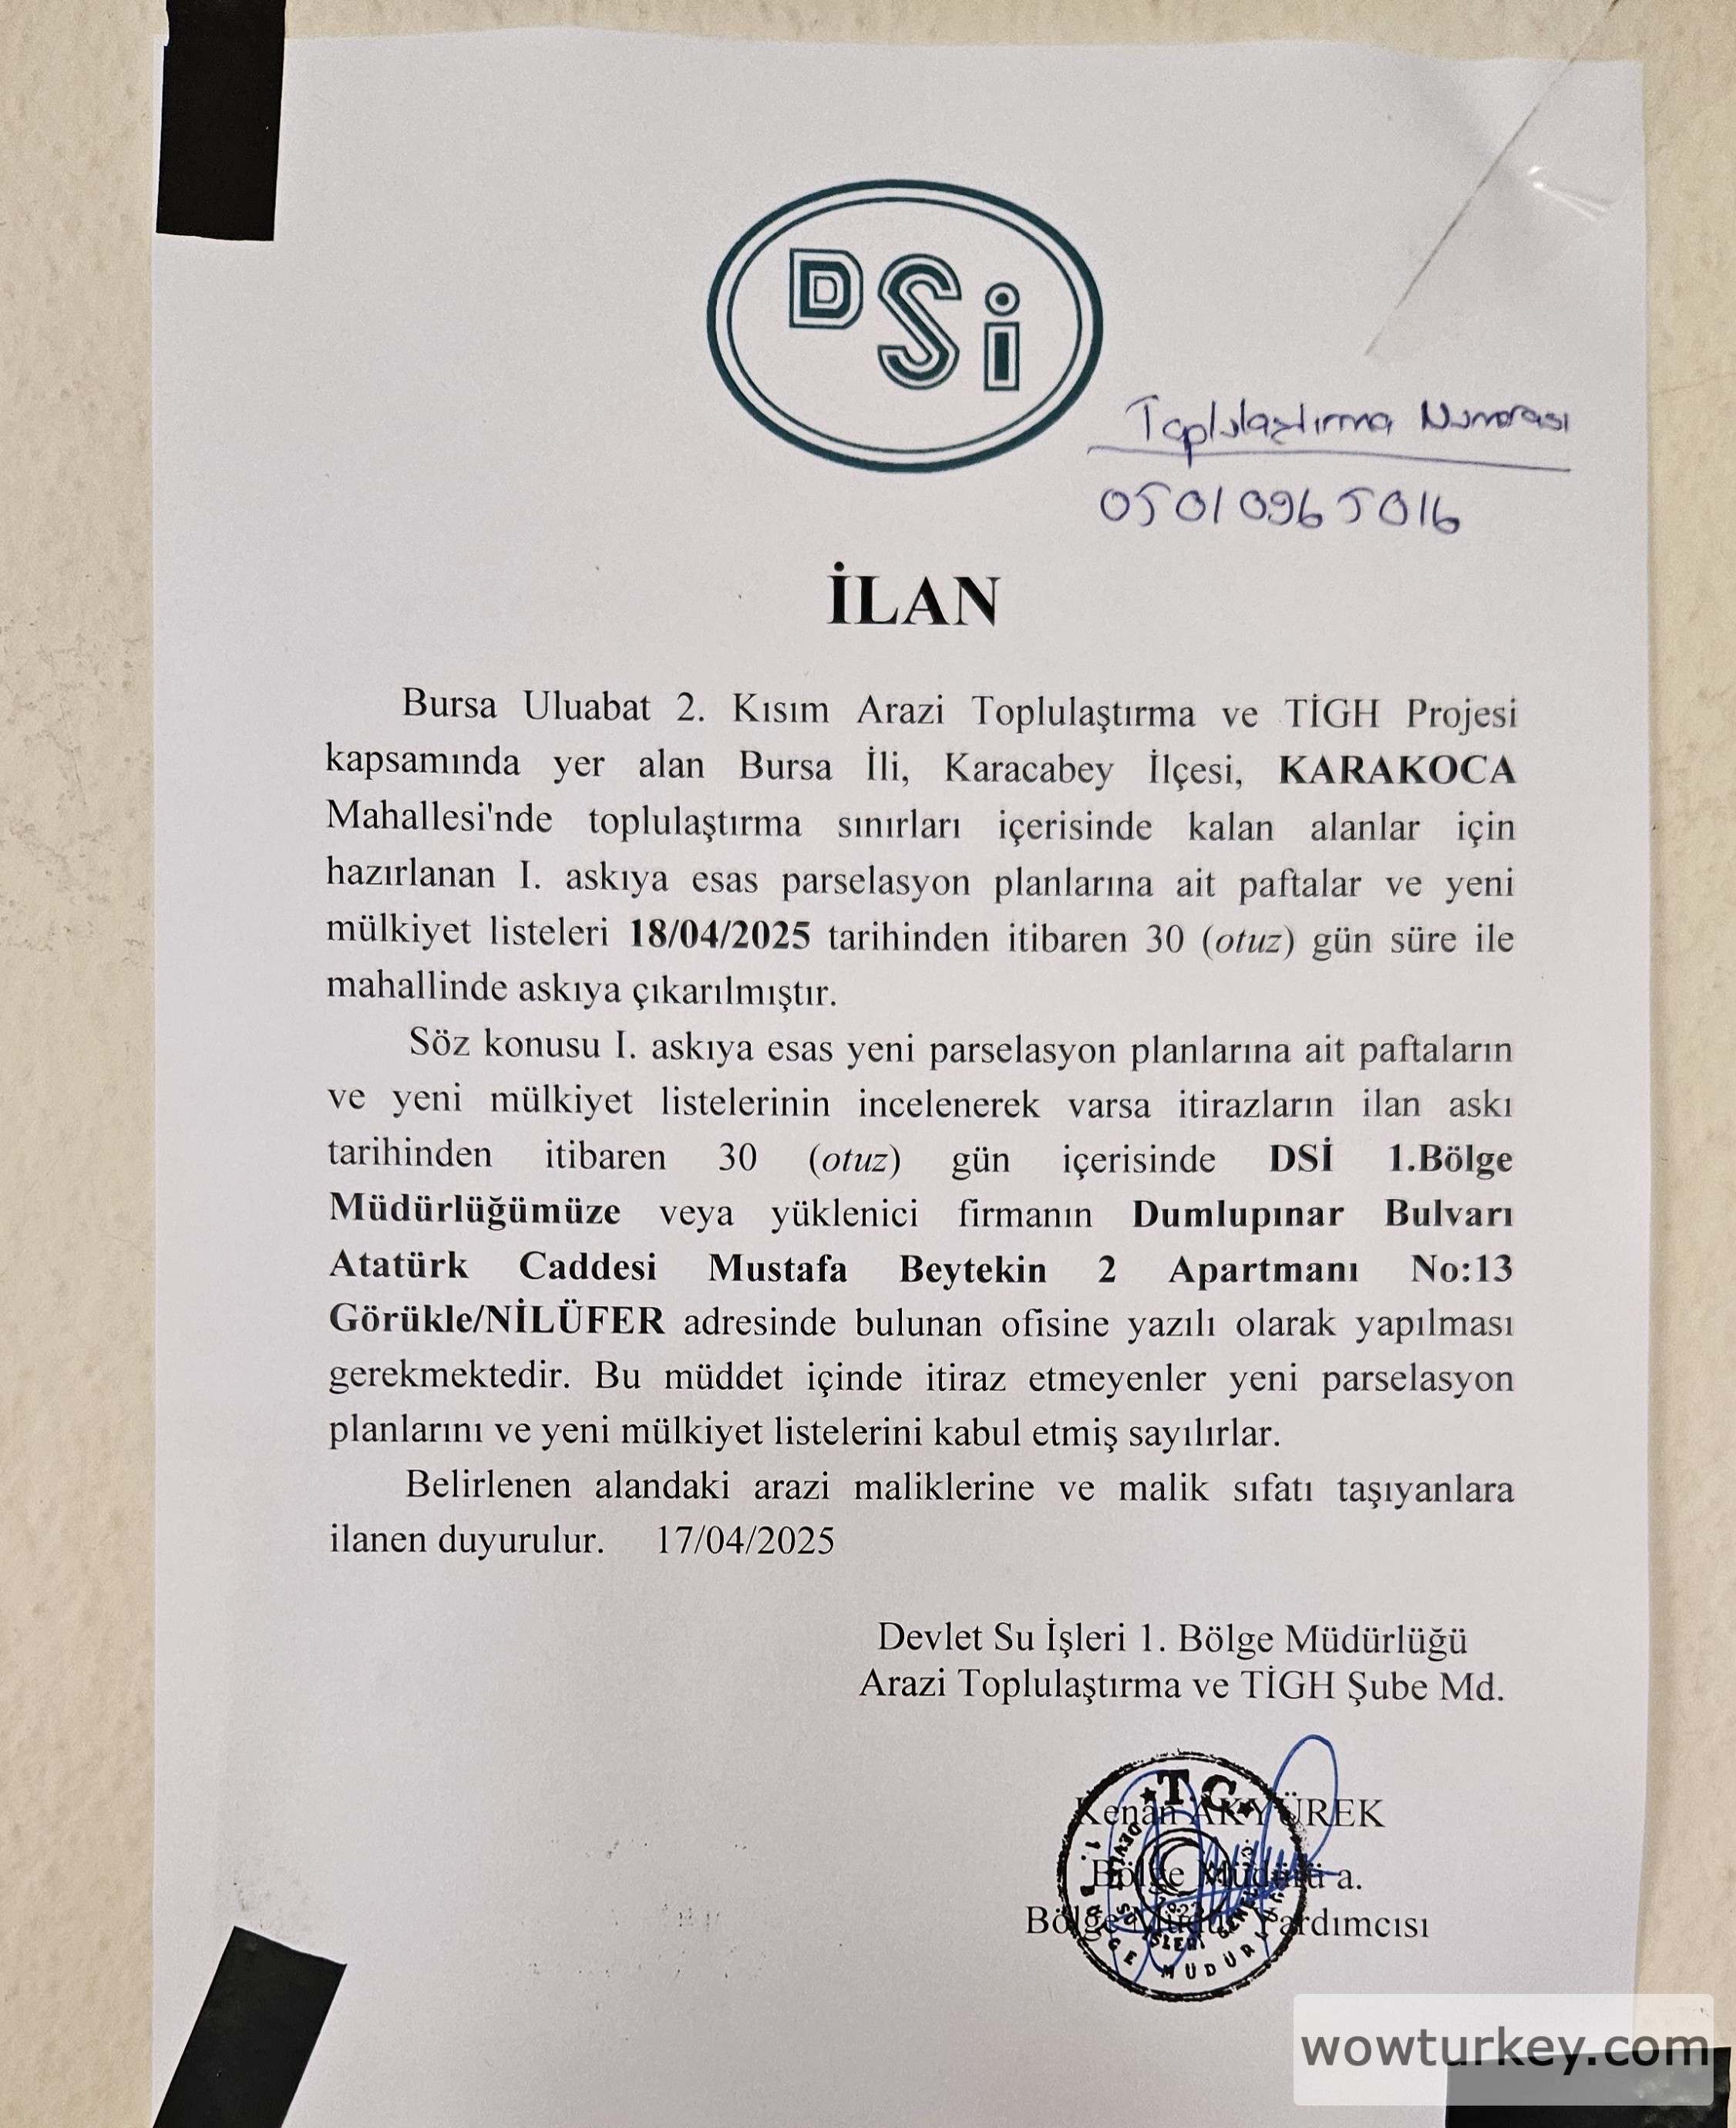 DSİ
Toplulaştırma Numarası
05010965016
İLAN
Bursa Uluabat 2. Kısım Arazi Toplulaştırma ve TİGH Projesi
kapsamında yer alan Bursa İli, Karacabey İlçesi, KARAKOCA
Mahallesi'nde toplulaştırma sınırları içerisinde kalan alanlar için
hazırlanan I. askıya esas parselasyon planlarına ait paftalar ve yeni
mülkiyet listeleri 18/04/2025 tarihinden itibaren 30 (otuz) gün süre ile
mahallinde askıya çıkarılmıştır.
Söz konusu I. askıya esas yeni parselasyon planlarına ait paftaların
ve yeni mülkiyet listelerinin incelenerek varsa itirazların ilan askı
tarihinden itibaren 30 (otuz) gün içerisinde DSİ 1.Bölge
Müdürlüğümüze veya yüklenici firmanın Dumlupınar Bulvarı
Atatürk Caddesi Mustafa Beytekin 2 Apartmanı No:13
Görükle/NİLÜFER adresinde bulunan ofisine yazılı olarak yapılması
gerekmektedir. Bu müddet içinde itiraz etmeyenler yeni parselasyon
planlarını ve yeni mülkiyet listelerini kabul etmiş sayılırlar.
Belirlenen alandaki arazi maliklerine ve malik sıfatı taşıyanlara
ilanen duyurulur. 17/04/2025
Devlet Su İşleri 1. Bölge Müdürlüğü
Arazi Toplulaştırma ve TİGH Şube Md.
T.C.
Kenan AKYÜREK
Bölge Müdürü a.
Bölge Müdür Yardımcısı
wowturkey.com